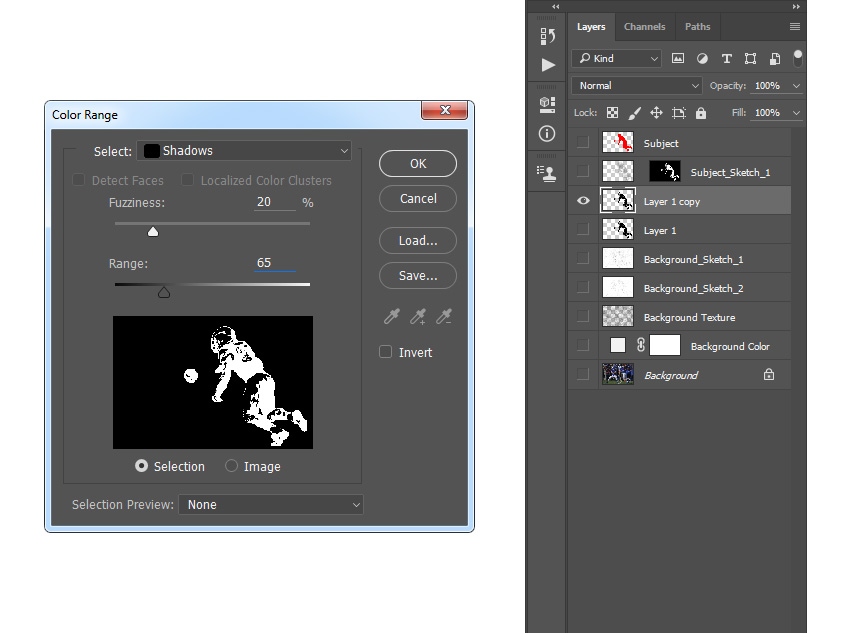 Color Range
Select: Shadows
Detect Faces Localized Color Clusters
Fuzziness: 20 %
Range: 65
Selection Image
Selection Preview: None
OK
Cancel
Load...
Save...
Invert
Layers Channels Paths
Kind
Normal Opacity: 100%
Lock: Fill: 100%
Subject
Subject_Sketch_1
Layer 1 copy
Layer 1
Background_Sketch_1
Background_Sketch_2
Background Texture
Background Color
Background